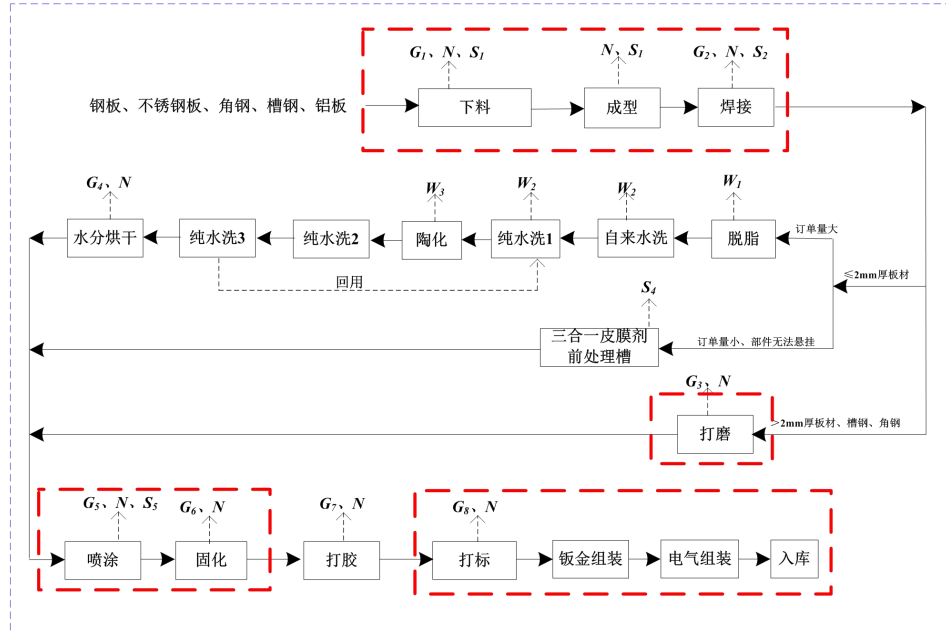 G1、N、S1
N、S1
G2、N、S2
钢板、不锈钢板、角钢、槽钢、铝板
下料
成型
焊接
G4、N
W3
W2
W2
W1
水分烘干
纯水洗3
纯水洗2
陶化
纯水洗1
自来水洗
脱脂
订单量大
回用
≤2mm厚板材
S4
三合一皮膜剂
前处理槽
订单量小、部件无法悬挂
G3、N
打磨
>2mm厚板材、槽钢、角钢
G5、N、S5
G6、N
G7、N
G8、N
喷涂
固化
打胶
打标
钣金组装
电气组装
入库